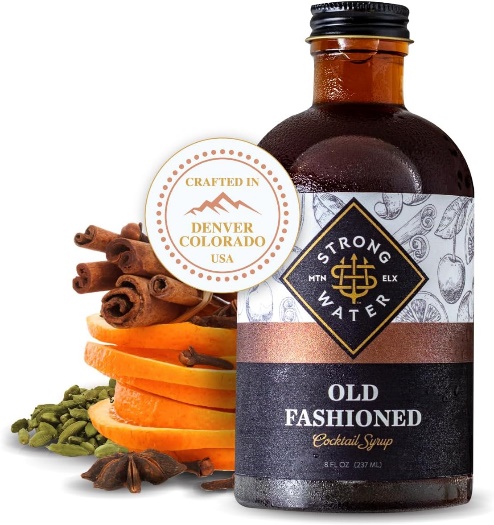 CRAFTED IN
DENVER
COLORADO
USA
STRONG
MTN ELX
WATER
OLD
FASHIONED
Cocktail Syrup
8 FL OZ (237 ML)